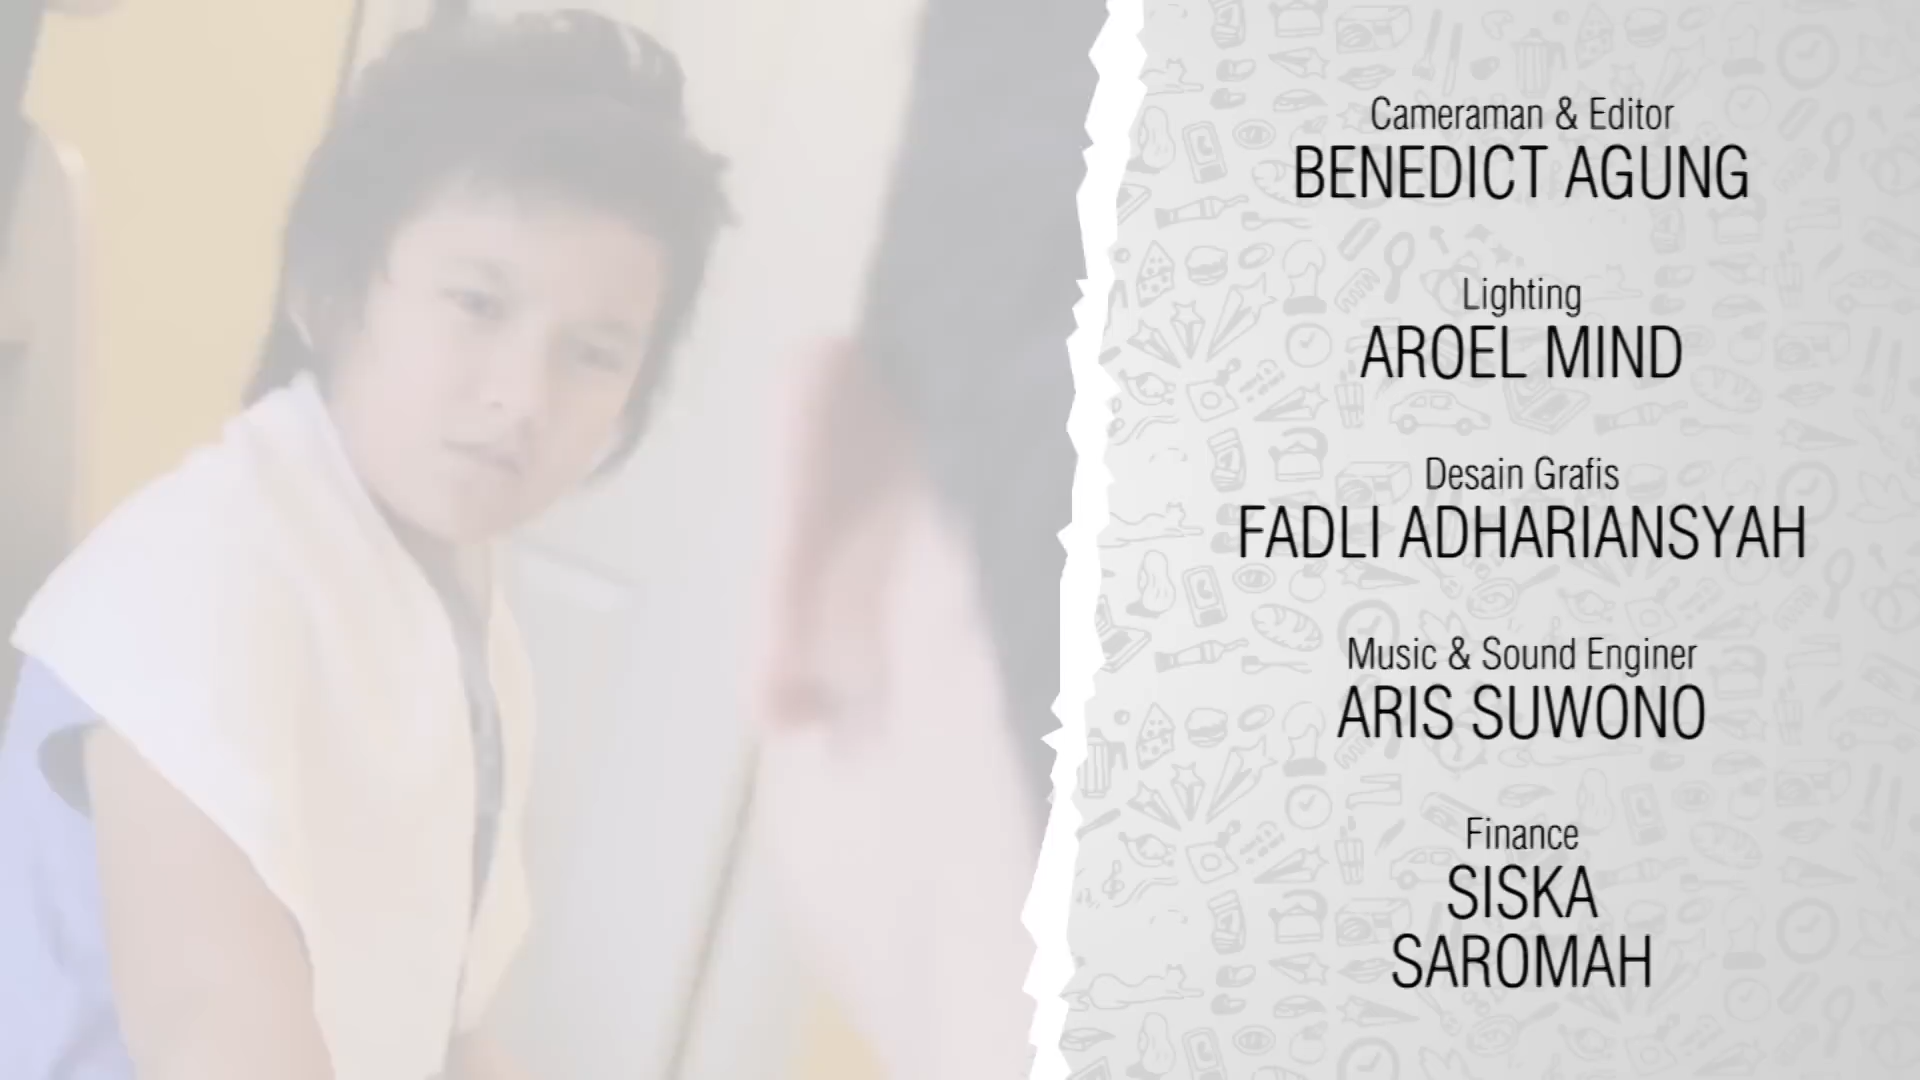 Cameraman & Editor
BENEDICT AGUNG
Lighting
AROEL MIND
Desain Grafis
FADLI ADHARIANSYAH
Music & Sound Enginer
ARIS SUWONO
Finance
SISKA
SAROMAH